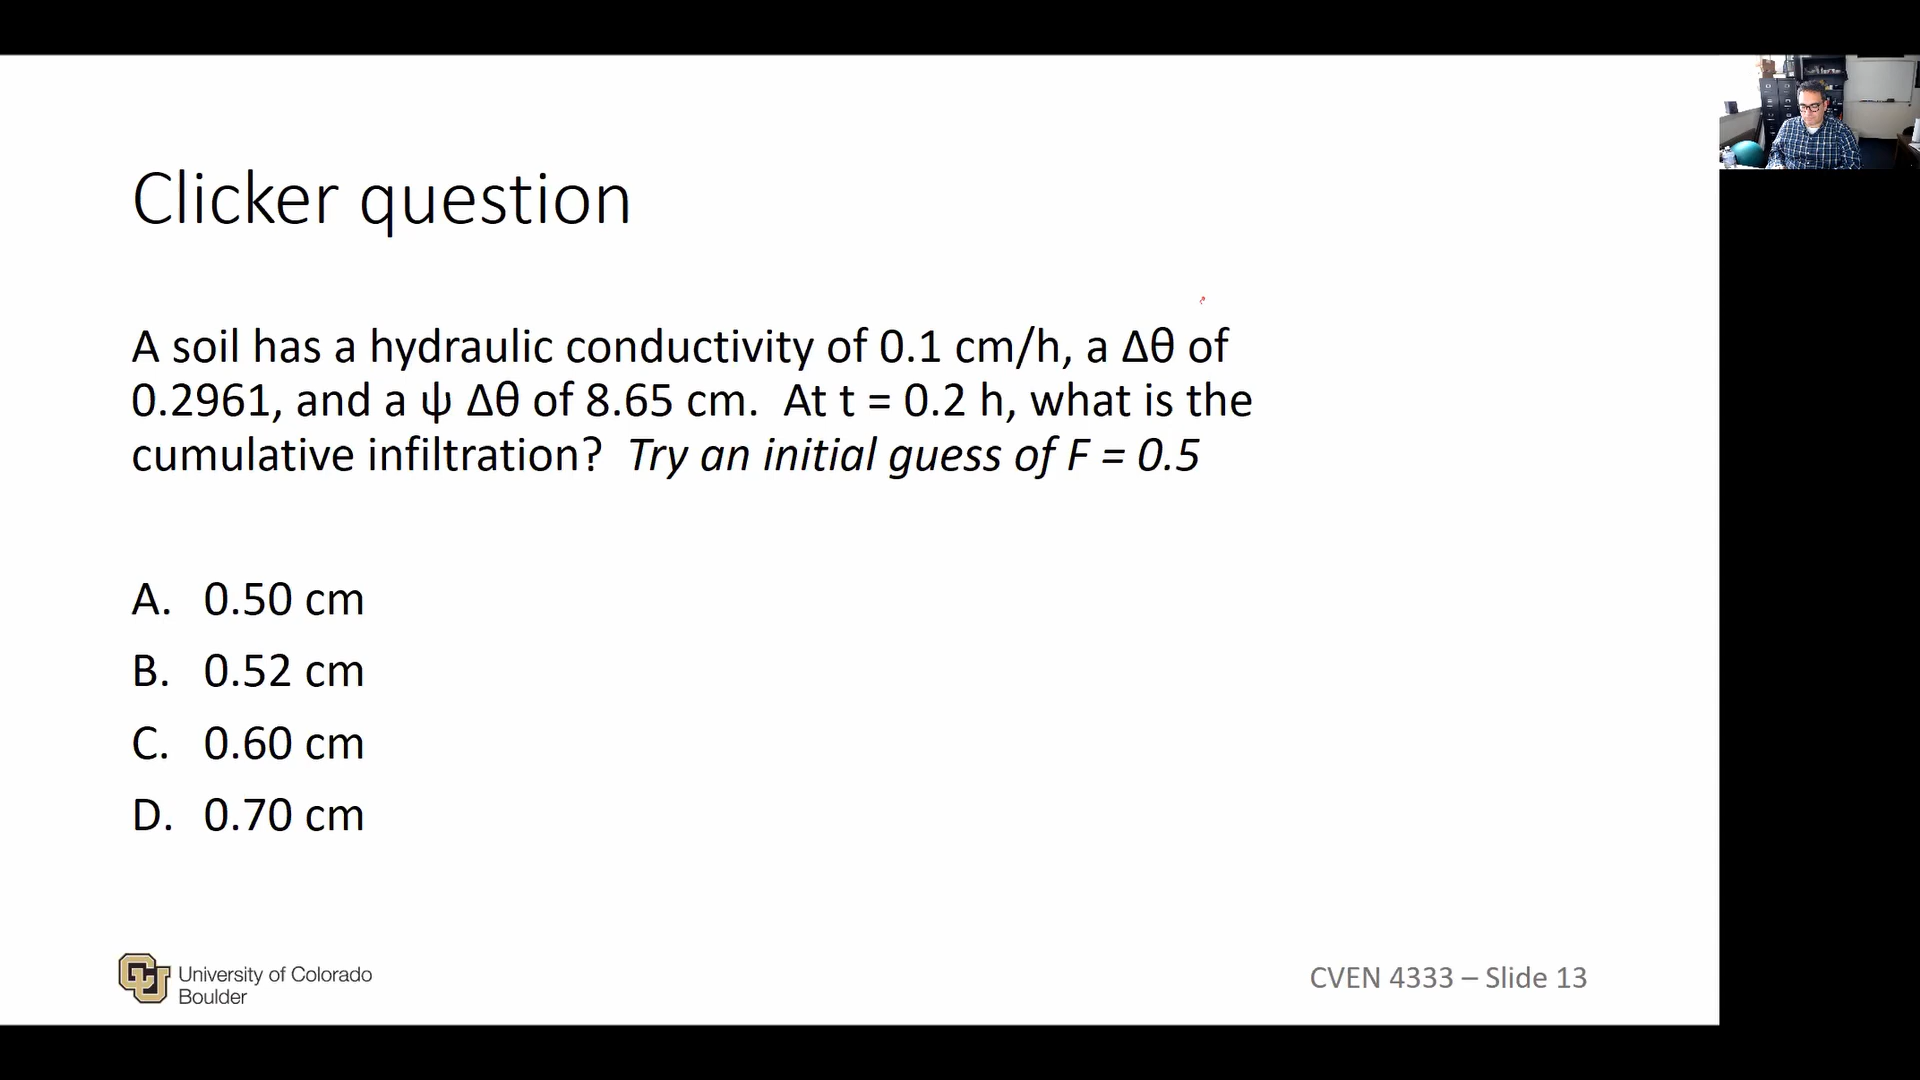 Clicker question
A soil has a hydraulic conductivity of 0.1 cm/h, a Δθ of
0.2961, and a ψ Δθ of 8.65 cm.  At t = 0.2 h, what is the
cumulative infiltration?  Try an initial guess of F = 0.5
A. 0.50 cm
B. 0.52 cm
C. 0.60 cm
D. 0.70 cm
University of Colorado
Boulder
CVEN 4333 – Slide 13